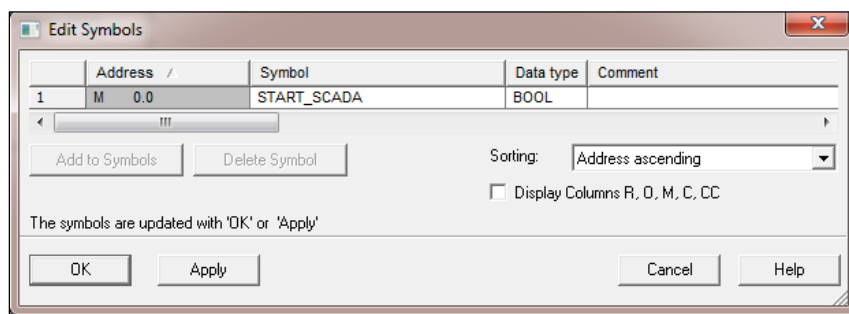 Edit Symbols
Address Symbol Data type Comment
1 M 0.0 START_SCADA BOOL
Add to Symbols Delete Symbol Sorting: Address ascending
Display Columns R, O, M, C, CC
The symbols are updated with 'OK' or 'Apply'
OK Apply Cancel Help